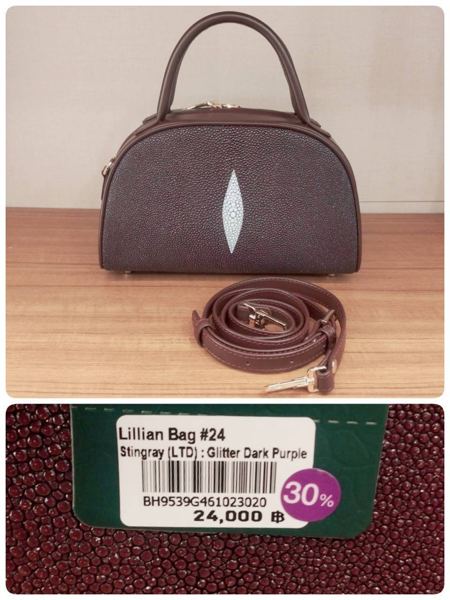 Lillian Bag #24
Stingray (LTD) : Glitter Dark Purple
BH9539G461023020
24,000 ฿
30%